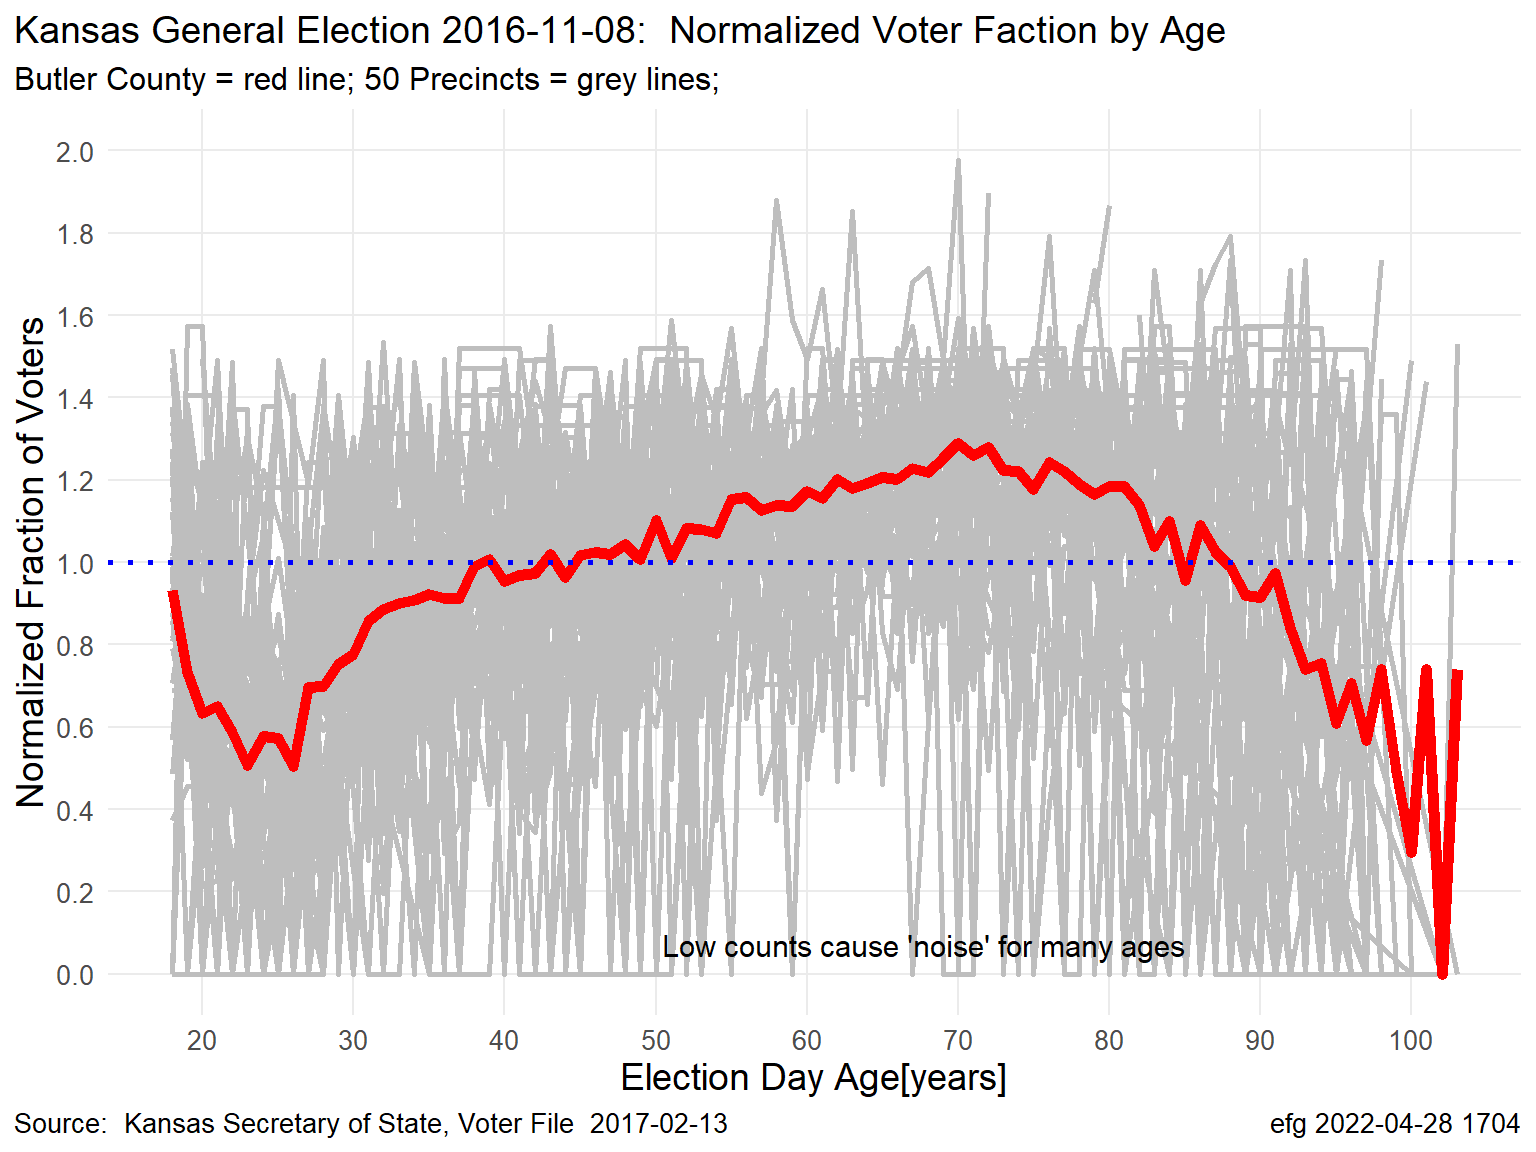 Kansas General Election 2016-11-08:  Normalized Voter Faction by Age
Butler County = red line; 50 Precincts = grey lines;
Normalized Fraction of Voters
2.0
1.8
1.6
1.4
1.2
1.0
0.8
0.6
0.4
0.2
0.0
Low counts cause 'noise' for many ages
20 30 40 50 60 70 80 90 100
Election Day Age[years]
Source:  Kansas Secretary of State, Voter File  2017-02-13
efg 2022-04-28 1704